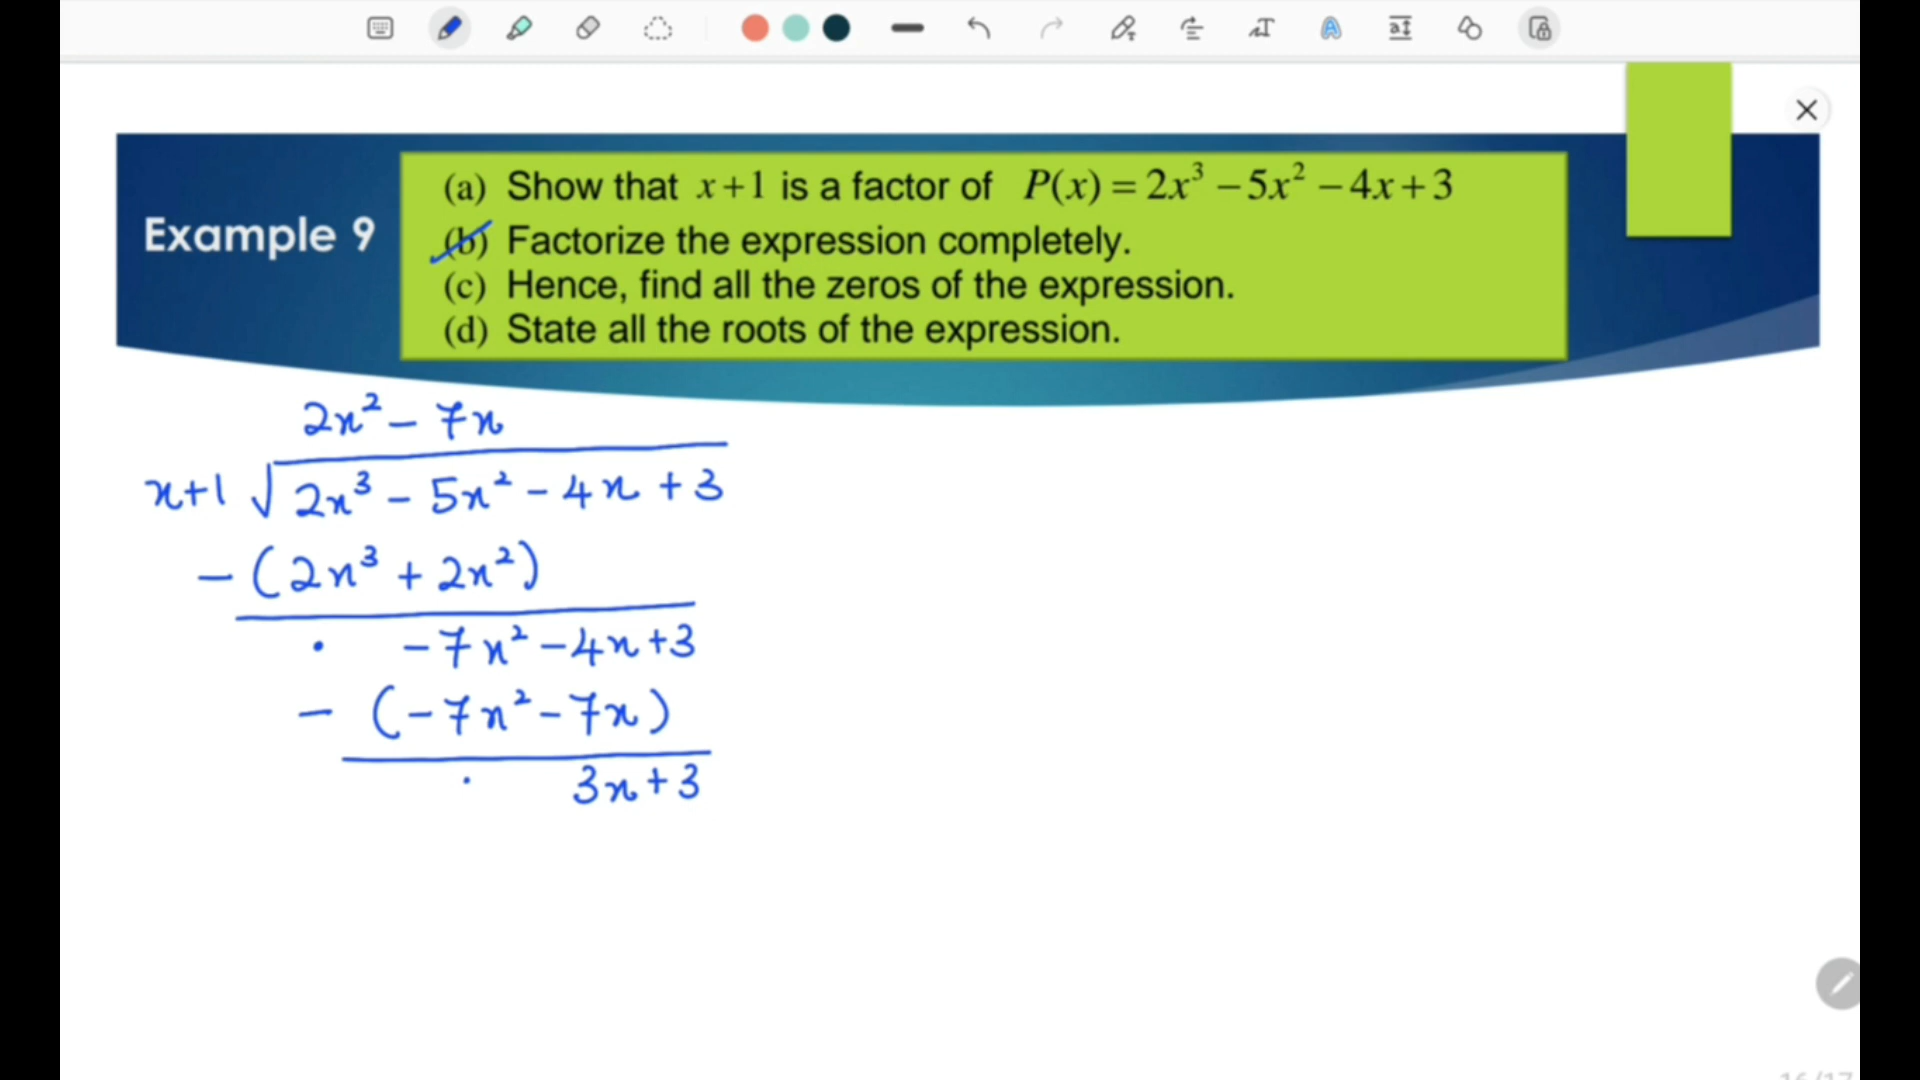 Example 9
(a) Show that x+1 is a factor of P(x) = 2x³ − 5x² − 4x + 3
(b) Factorize the expression completely.
(c) Hence, find all the zeros of the expression.
(d) State all the roots of the expression.
2x² − 7x
x+1 √ 2x³ − 5x² − 4x + 3
− (2x³ + 2x²)
· −7x² − 4x + 3
− (−7x² − 7x)
· 3x + 3